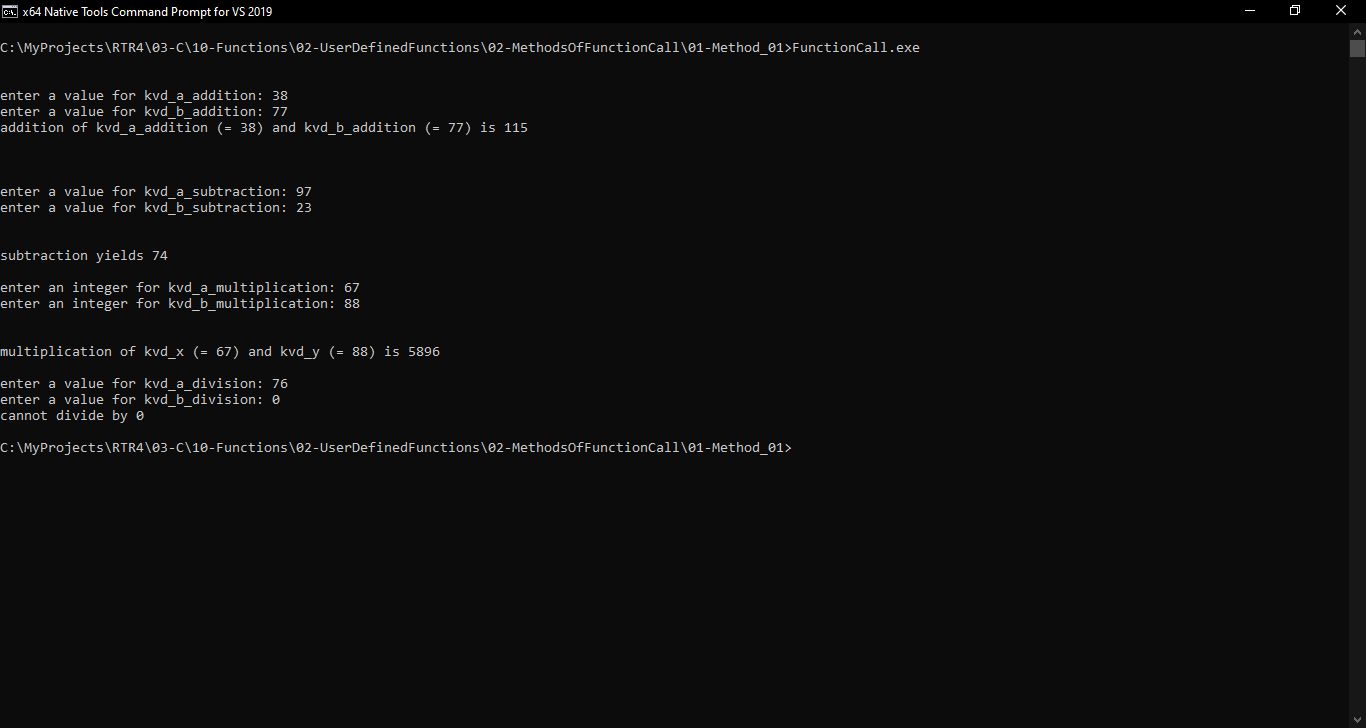 x64 Native Tools Command Prompt for VS 2019
C:\MyProjects\RTR4\03-C\10-Functions\02-UserDefinedFunctions\02-MethodsOfFunctionCall\01-Method_01>FunctionCall.exe
enter a value for kvd_a_addition: 38
enter a value for kvd_b_addition: 77
addition of kvd_a_addition (= 38) and kvd_b_addition (= 77) is 115
enter a value for kvd_a_subtraction: 97
enter a value for kvd_b_subtraction: 23
subtraction yields 74
enter an integer for kvd_a_multiplication: 67
enter an integer for kvd_b_multiplication: 88
multiplication of kvd_x (= 67) and kvd_y (= 88) is 5896
enter a value for kvd_a_division: 76
enter a value for kvd_b_division: 0
cannot divide by 0
C:\MyProjects\RTR4\03-C\10-Functions\02-UserDefinedFunctions\02-MethodsOfFunctionCall\01-Method_01>